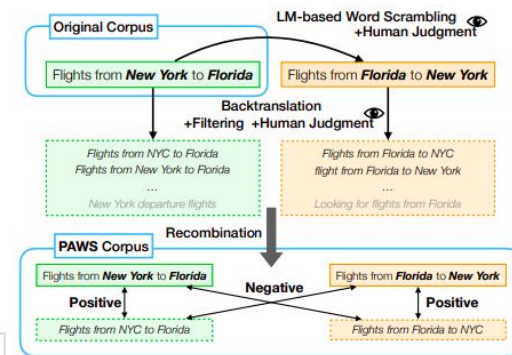 LM-based Word Scrambling
+Human Judgment
Original Corpus
Flights from New York to Florida
Flights from Florida to New York
Backtranslation
+Filtering +Human Judgment
Flights from NYC to Florida
Flights from New York to Florida
...
New York departure flights
Flights from Florida to NYC
flight from Florida to New York
...
Looking for flights from Florida
Recombination
PAWS Corpus
Flights from New York to Florida
Flights from Florida to New York
Negative
Positive
Positive
Flights from NYC to Florida
Flights from Florida to NYC